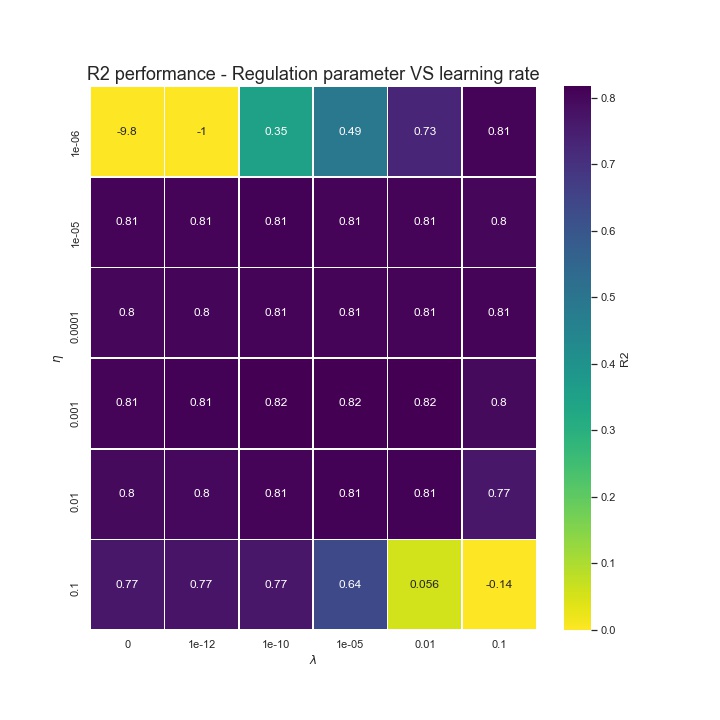 R2 performance - Regulation parameter VS learning rate
1e-06 -9.8 -1 0.35 0.49 0.73 0.81
1e-05 0.81 0.81 0.81 0.81 0.81 0.8
0.0001 0.8 0.8 0.81 0.81 0.81 0.81
0.001 0.81 0.81 0.82 0.82 0.82 0.8
0.01 0.8 0.8 0.81 0.81 0.81 0.77
0.1 0.77 0.77 0.77 0.64 0.056 -0.14
η
0 1e-12 1e-10 1e-05 0.01 0.1
λ
0.8
0.7
0.6
0.5
0.4
0.3
0.2
0.1
0.0
R2